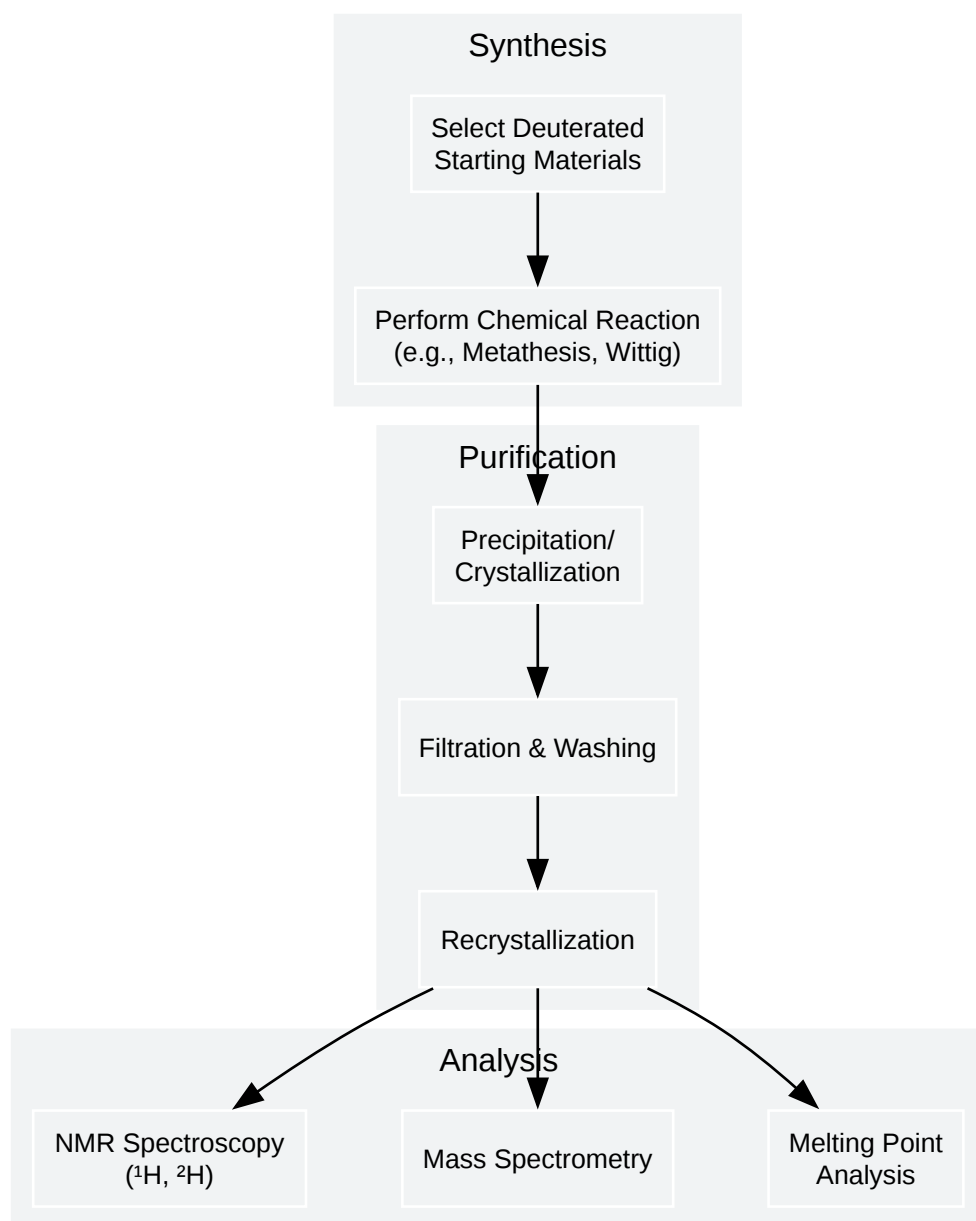 Synthesis
Select Deuterated
Starting Materials
Perform Chemical Reaction
(e.g., Metathesis, Wittig)
Purification
Precipitation/
Crystallization
Filtration & Washing
Recrystallization
Analysis
NMR Spectroscopy
(¹H, ²H)
Mass Spectrometry
Melting Point
Analysis